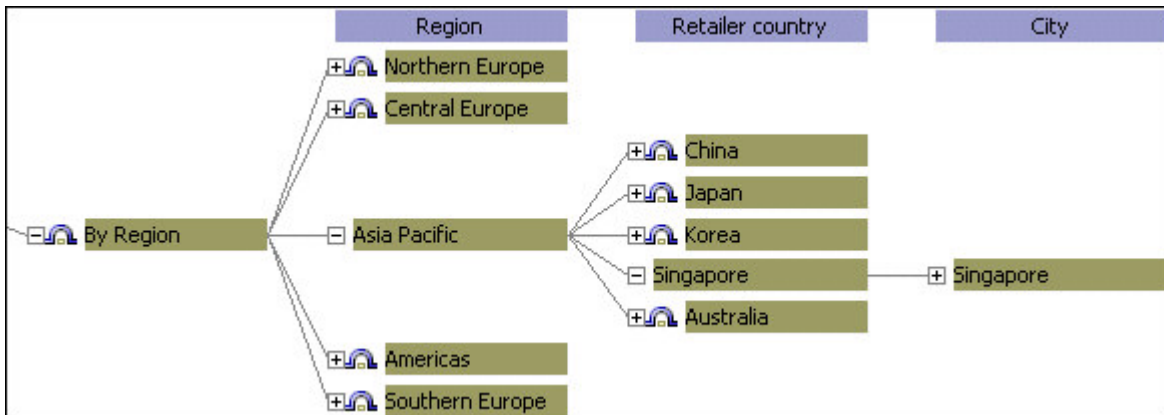 Region Retailer country City
Northern Europe
Central Europe
China
Japan
By Region Asia Pacific Korea
Singapore Singapore
Australia
Americas
Southern Europe